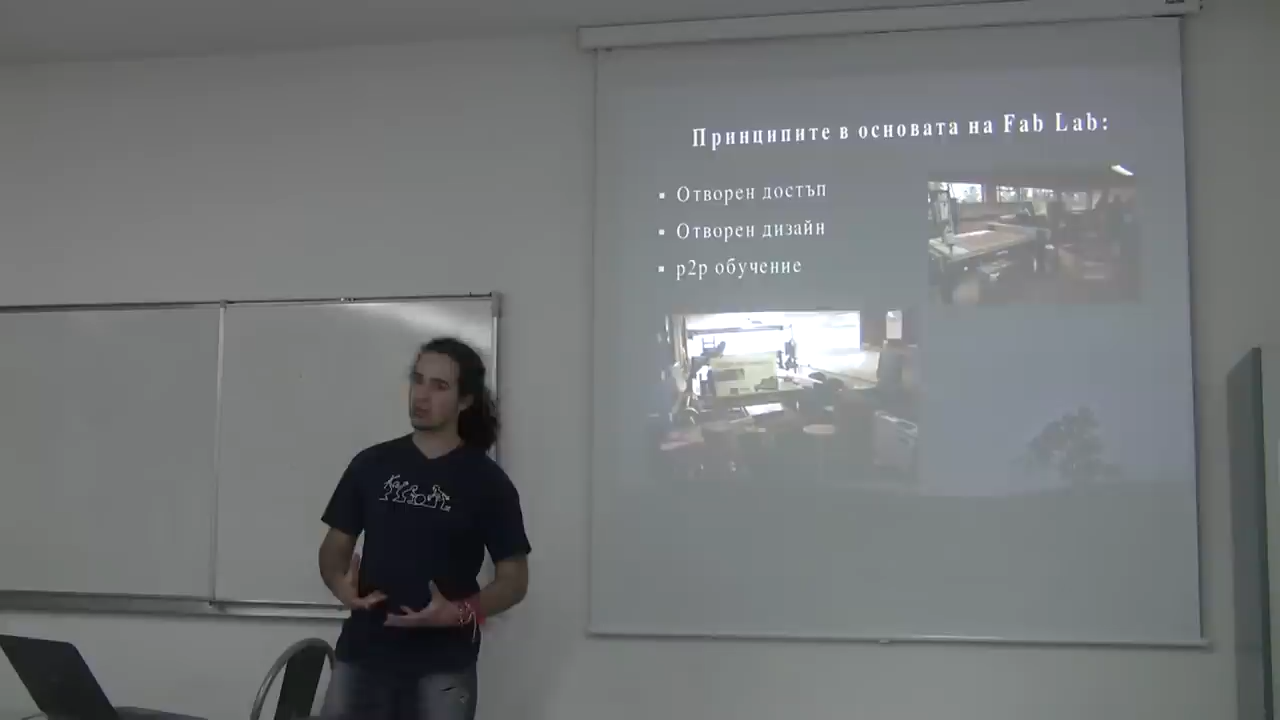 Принципите в основата на Fab Lab:
Отворен достъп
Отворен дизайн
p2p обучение